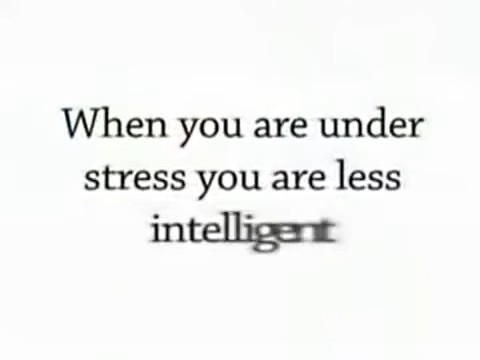 When you are under
stress you are less
intelligent